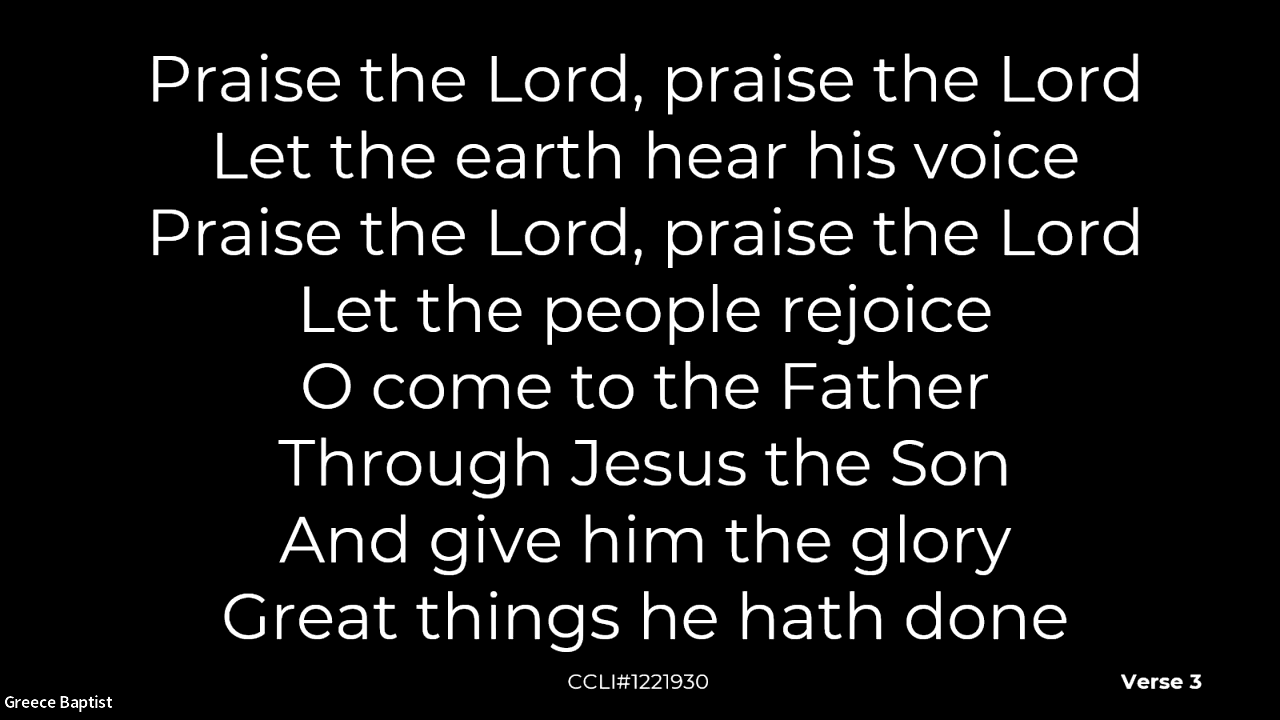 Praise the Lord, praise the Lord
Let the earth hear his voice
Praise the Lord, praise the Lord
Let the people rejoice
O come to the Father
Through Jesus the Son
And give him the glory
Great things he hath done
CCLI#1221930
Verse 3
Greece Baptist